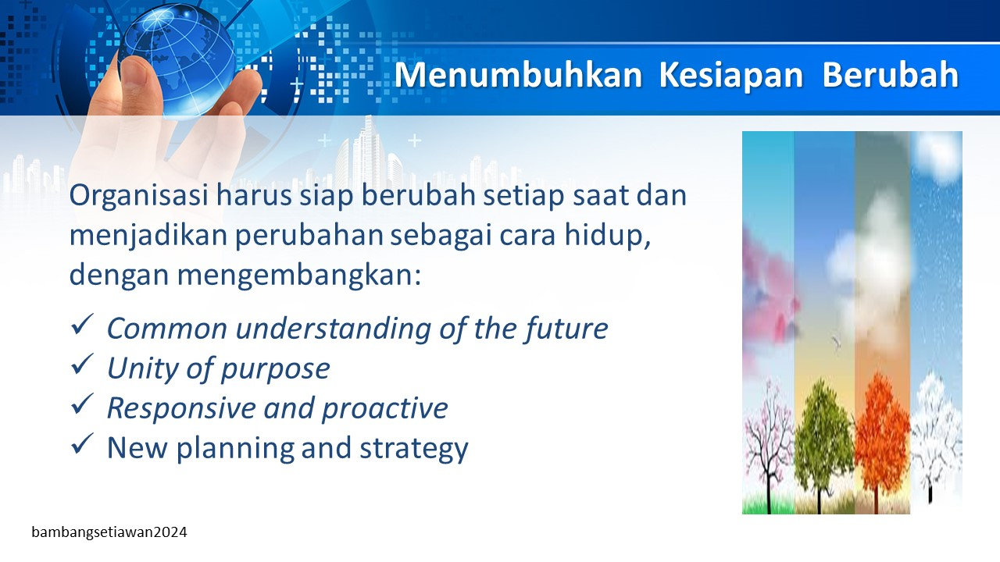 Menumbuhkan Kesiapan Berubah
Organisasi harus siap berubah setiap saat dan
menjadikan perubahan sebagai cara hidup,
dengan mengembangkan:
✓ Common understanding of the future
✓ Unity of purpose
✓ Responsive and proactive
✓ New planning and strategy
bambangsetiawan2024